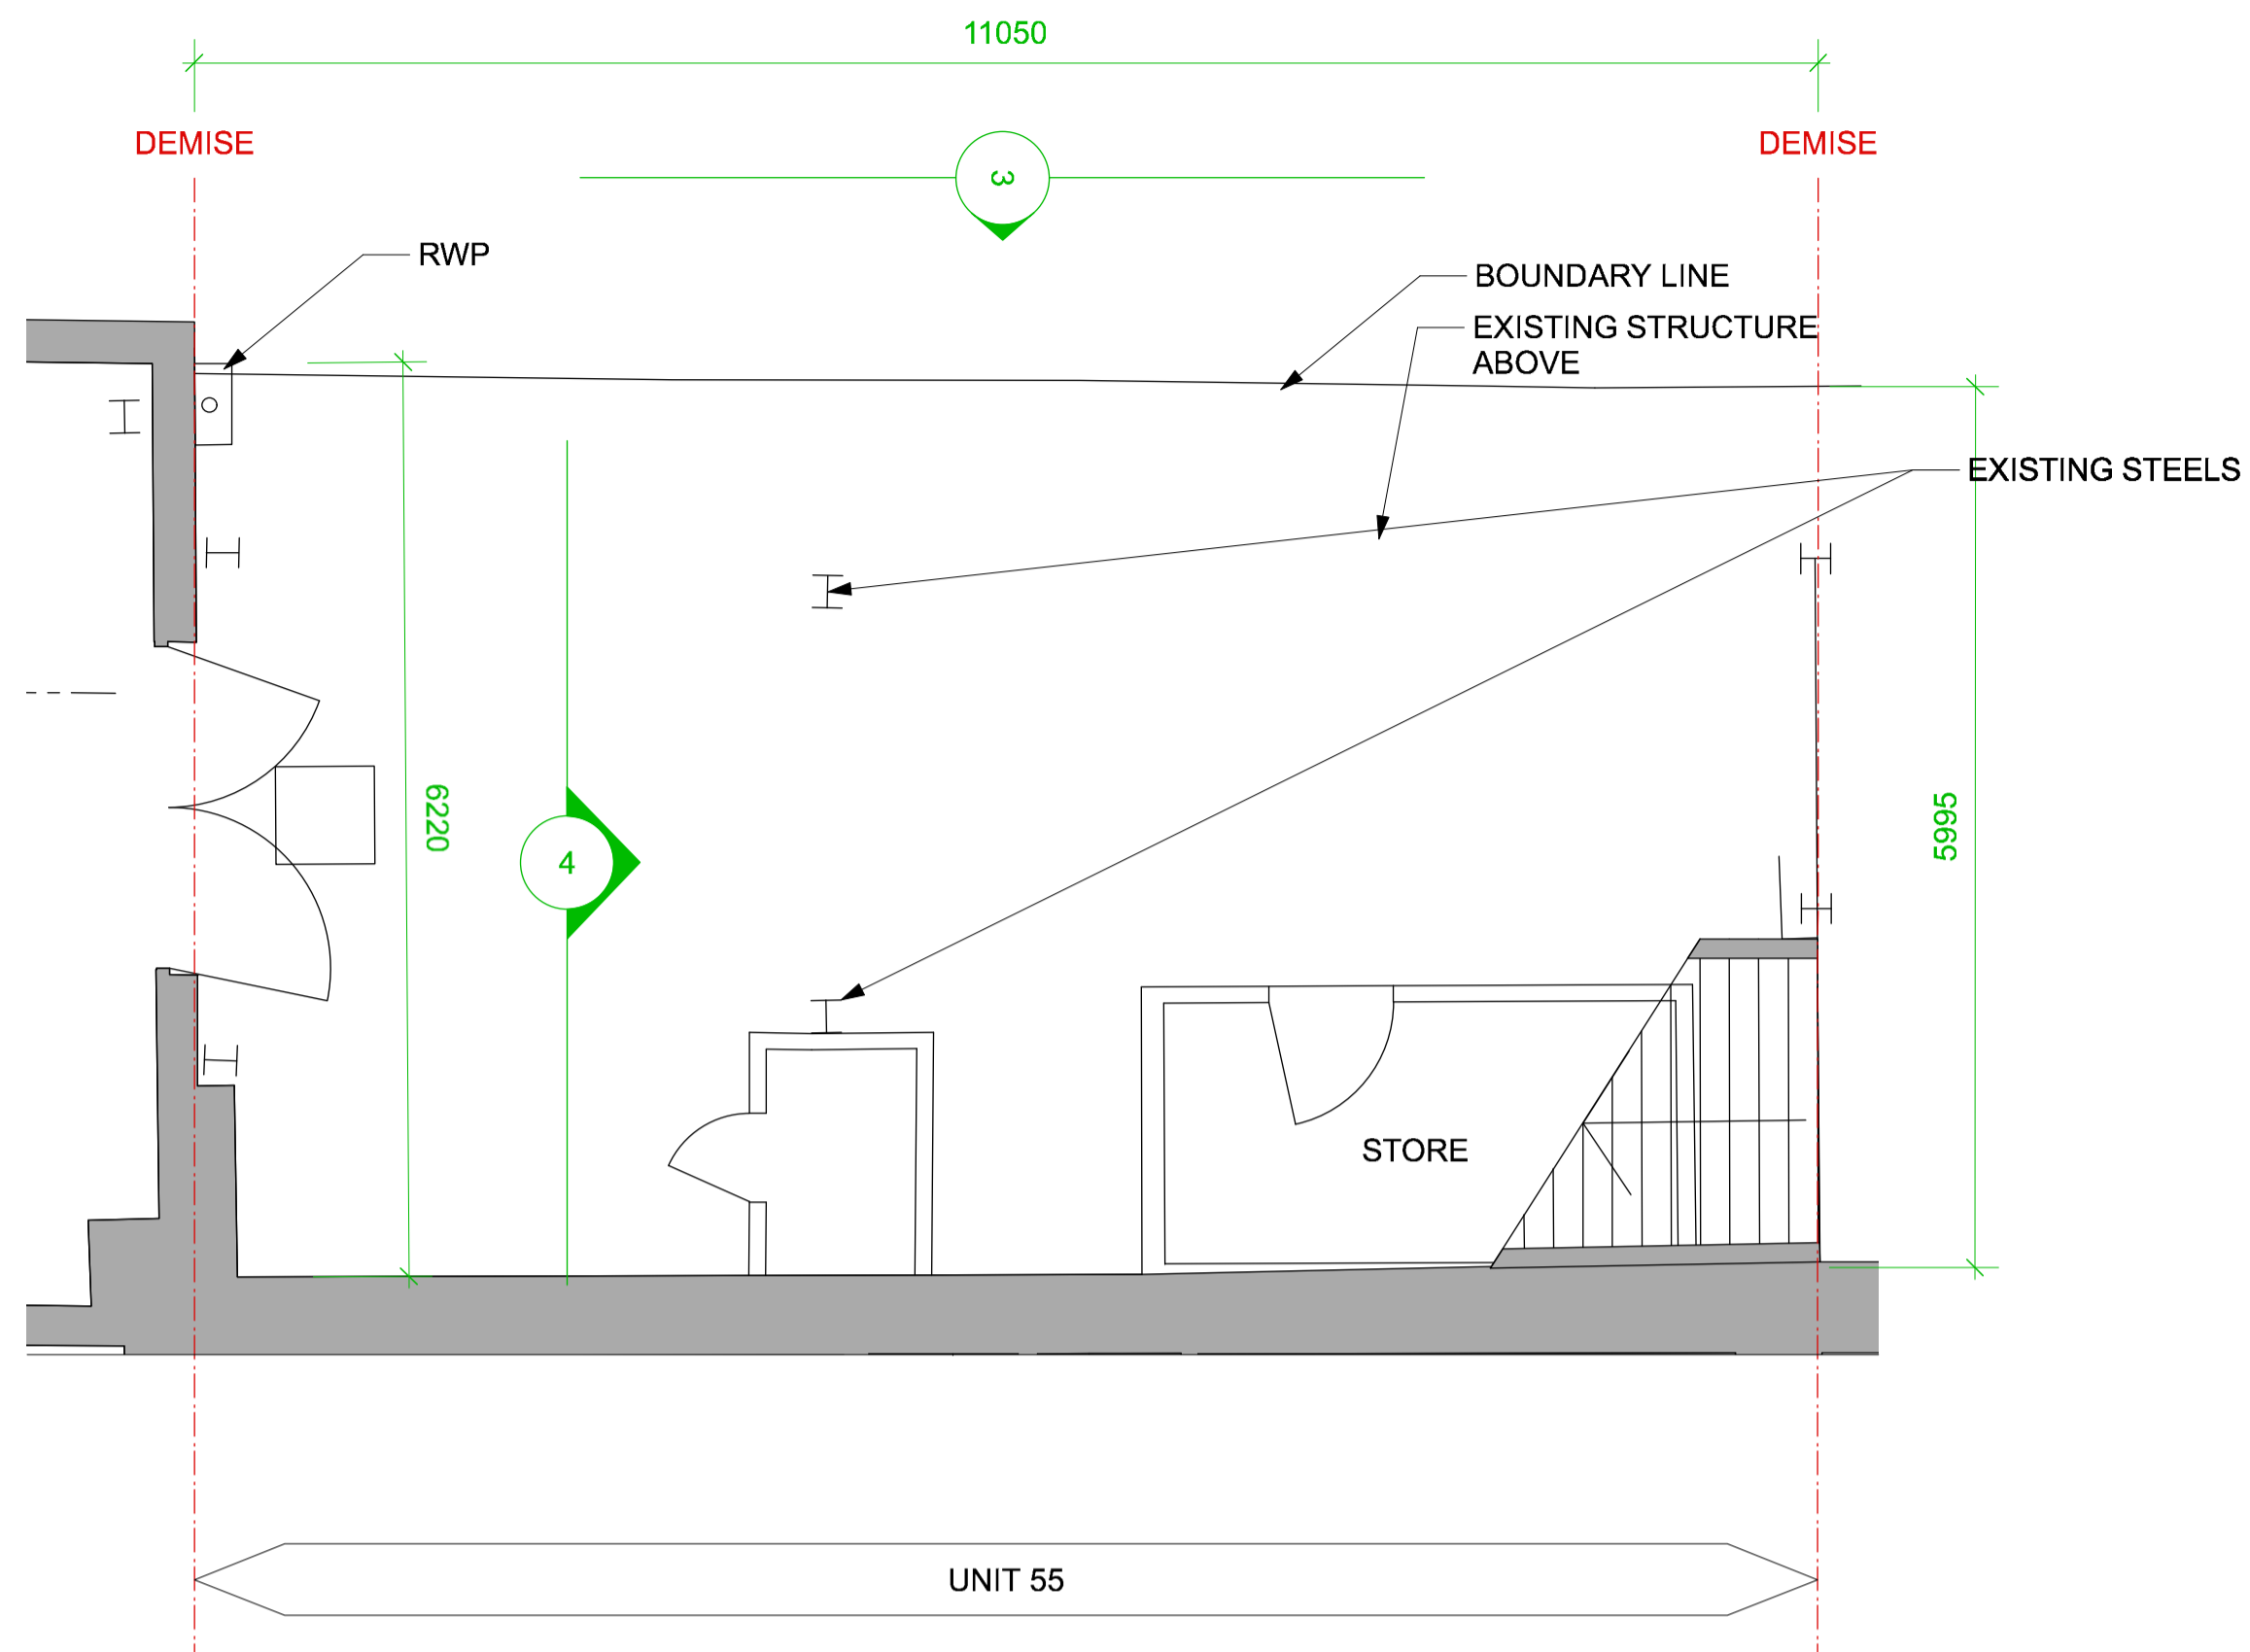 11050
DEMISE
DEMISE
3
RWP
BOUNDARY LINE
EXISTING STRUCTURE
ABOVE
EXISTING STEELS
6220
4
5995
STORE
UNIT 55